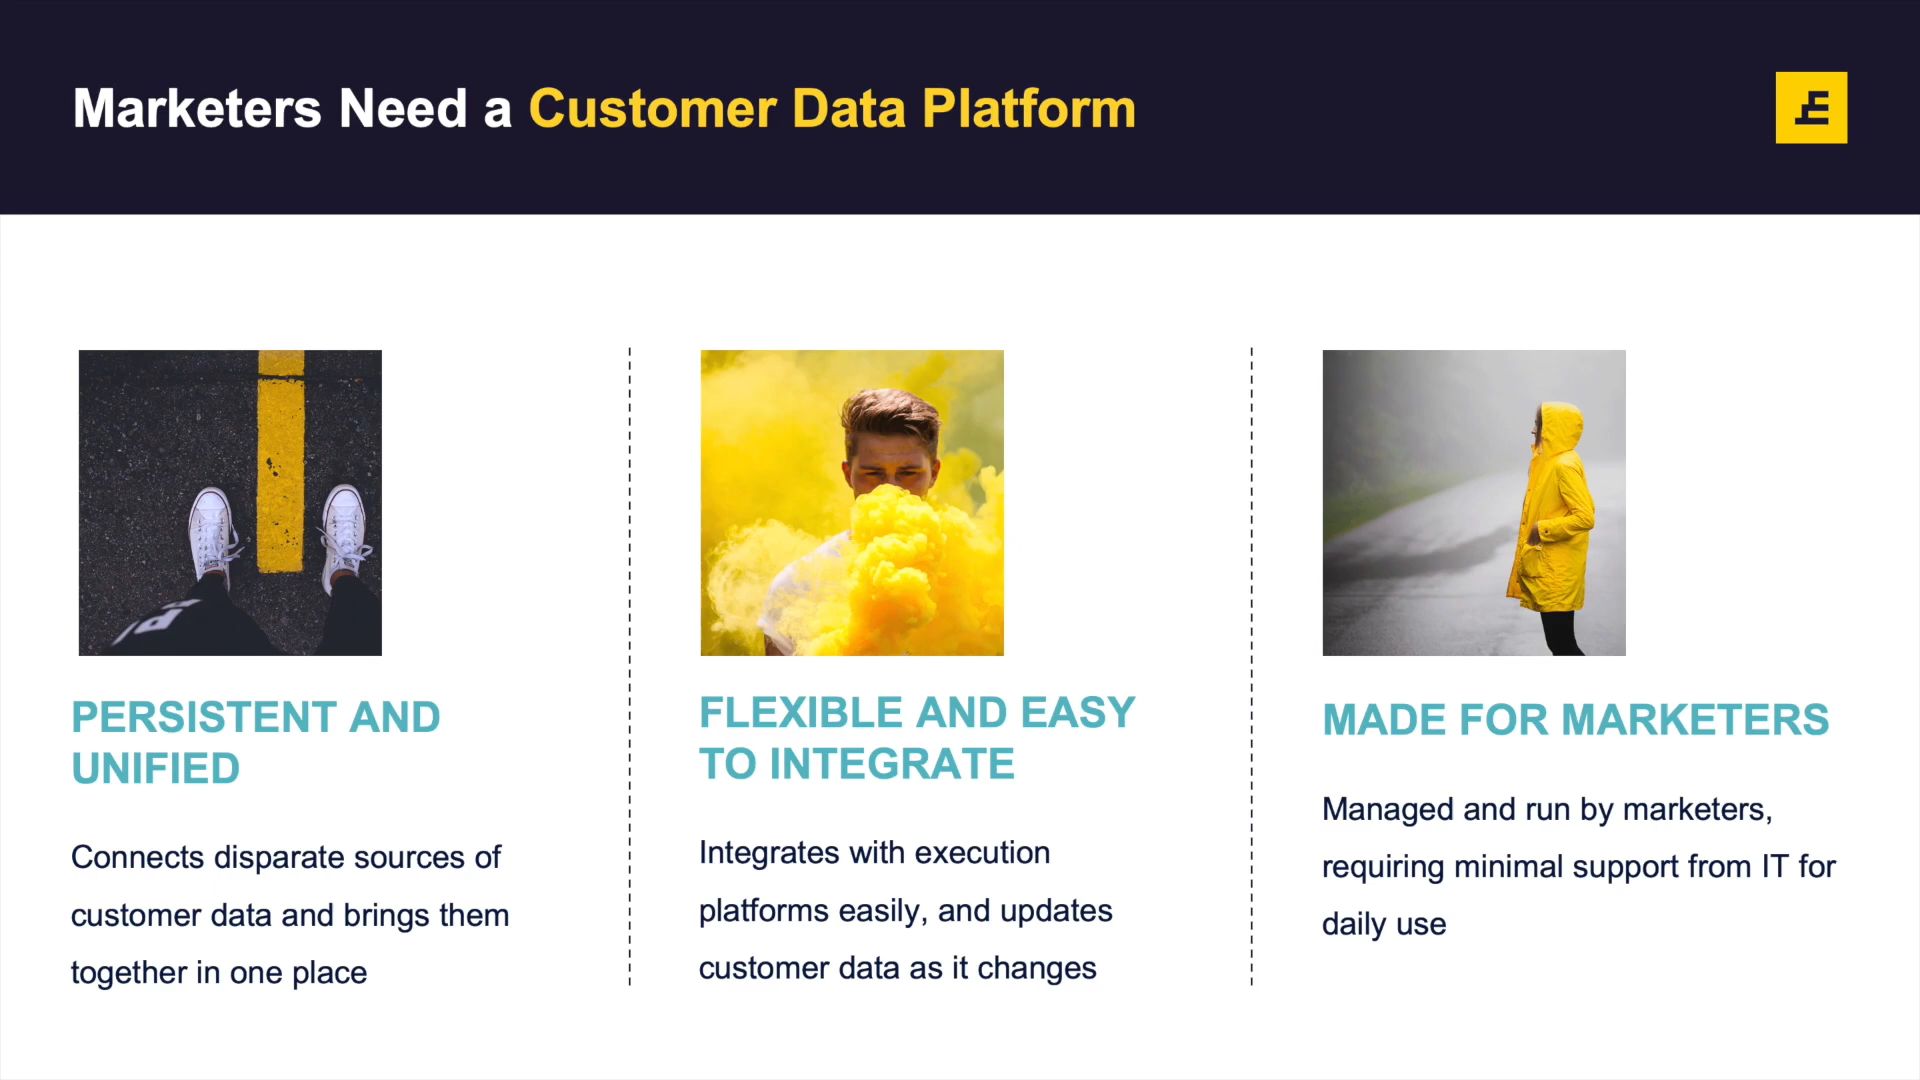 Marketers Need a Customer Data Platform
PERSISTENT AND
UNIFIED
Connects disparate sources of
customer data and brings them
together in one place
FLEXIBLE AND EASY
TO INTEGRATE
Integrates with execution
platforms easily, and updates
customer data as it changes
MADE FOR MARKETERS
Managed and run by marketers,
requiring minimal support from IT for
daily use